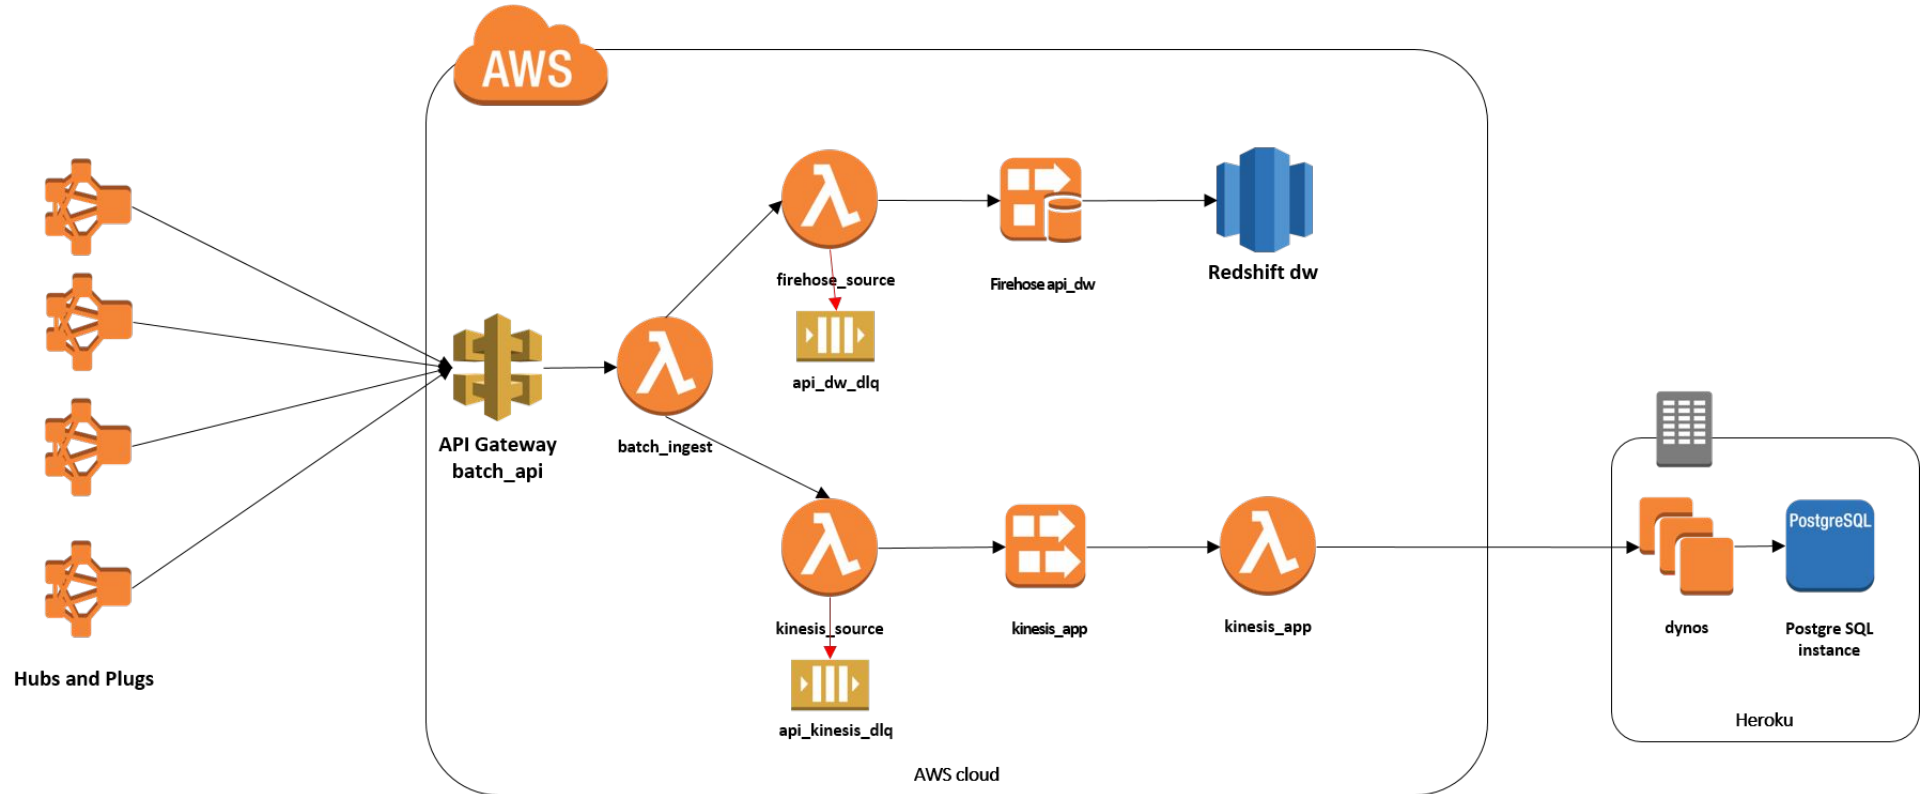 AWS
firehose_source
Firehose api_dw
Redshift dw
api_dw_dlq
API Gateway
batch_api
batch_ingest
PostgreSQL
kinesis_source
kinesis_app
kinesis_app
dynos
Postgre SQL
instance
Hubs and Plugs
api_kinesis_dlq
Heroku
AWS cloud